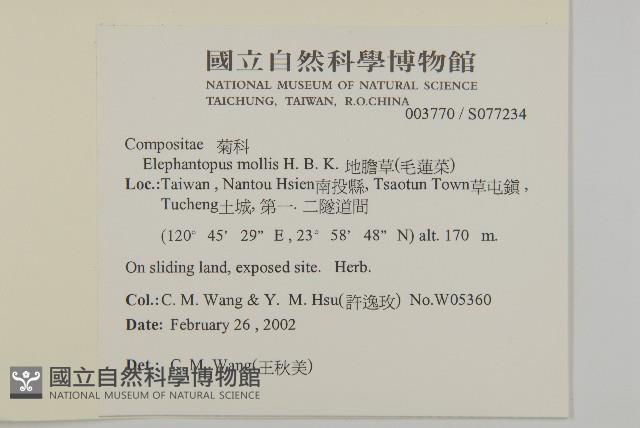 國立自然科學博物館
NATIONAL MUSEUM OF NATURAL SCIENCE
TAICHUNG, TAIWAN, R.O.CHINA
003770 / S077234
Compositae 菊科
Elephantopus mollis H. B. K. 地膽草(毛蓮菜)
Loc.:Taiwan , Nantou Hsien南投縣, Tsaotun Town草屯鎮 ,
Tucheng土城, 第一. 二隧道間
(120° 45' 29" E , 23° 58' 48" N) alt. 170 m.
On sliding land, exposed site. Herb.
Col.: C. M. Wang & Y. M. Hsu(許逸玫) No.W05360
Date: February 26 , 2002
Det.: C. M. Wang(王秋美)
國立自然科學博物館
NATIONAL MUSEUM OF NATURAL SCIENCE